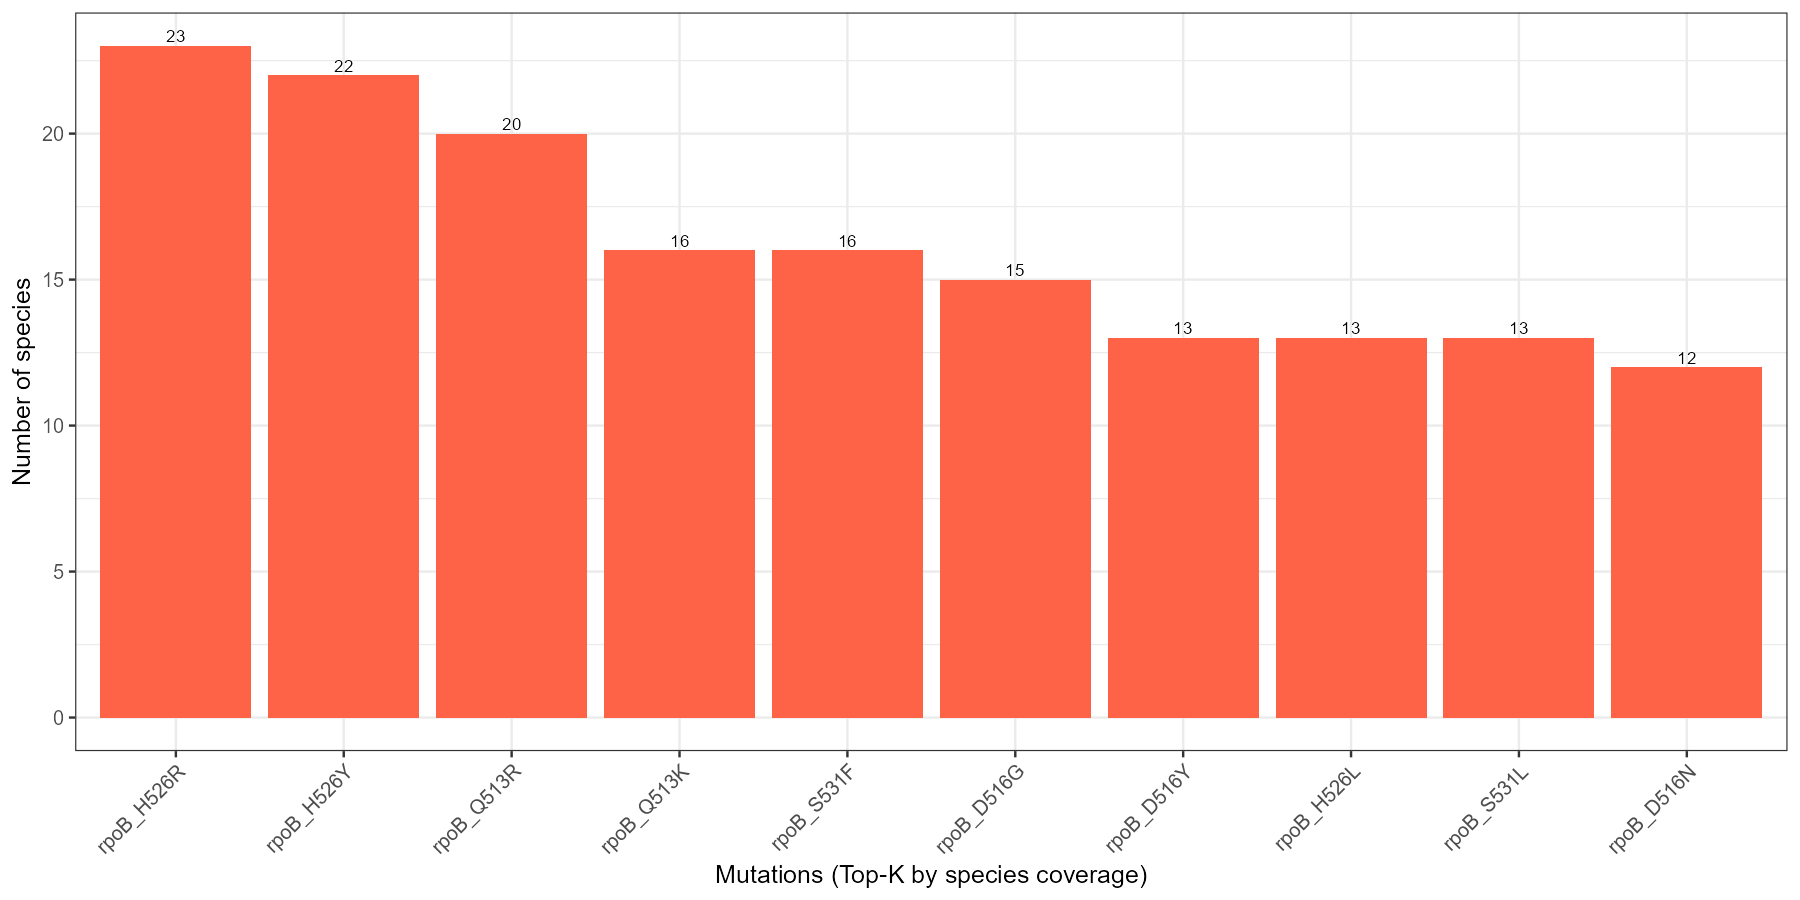 Number of species
20
15
10
5
0
23
22
20
16
16
15
13
13
13
12
rpoB_H526R
rpoB_H526Y
rpoB_Q513R
rpoB_Q513K
rpoB_S531F
rpoB_D516G
rpoB_D516Y
rpoB_H526L
rpoB_S531L
rpoB_D516N
Mutations (Top-K by species coverage)